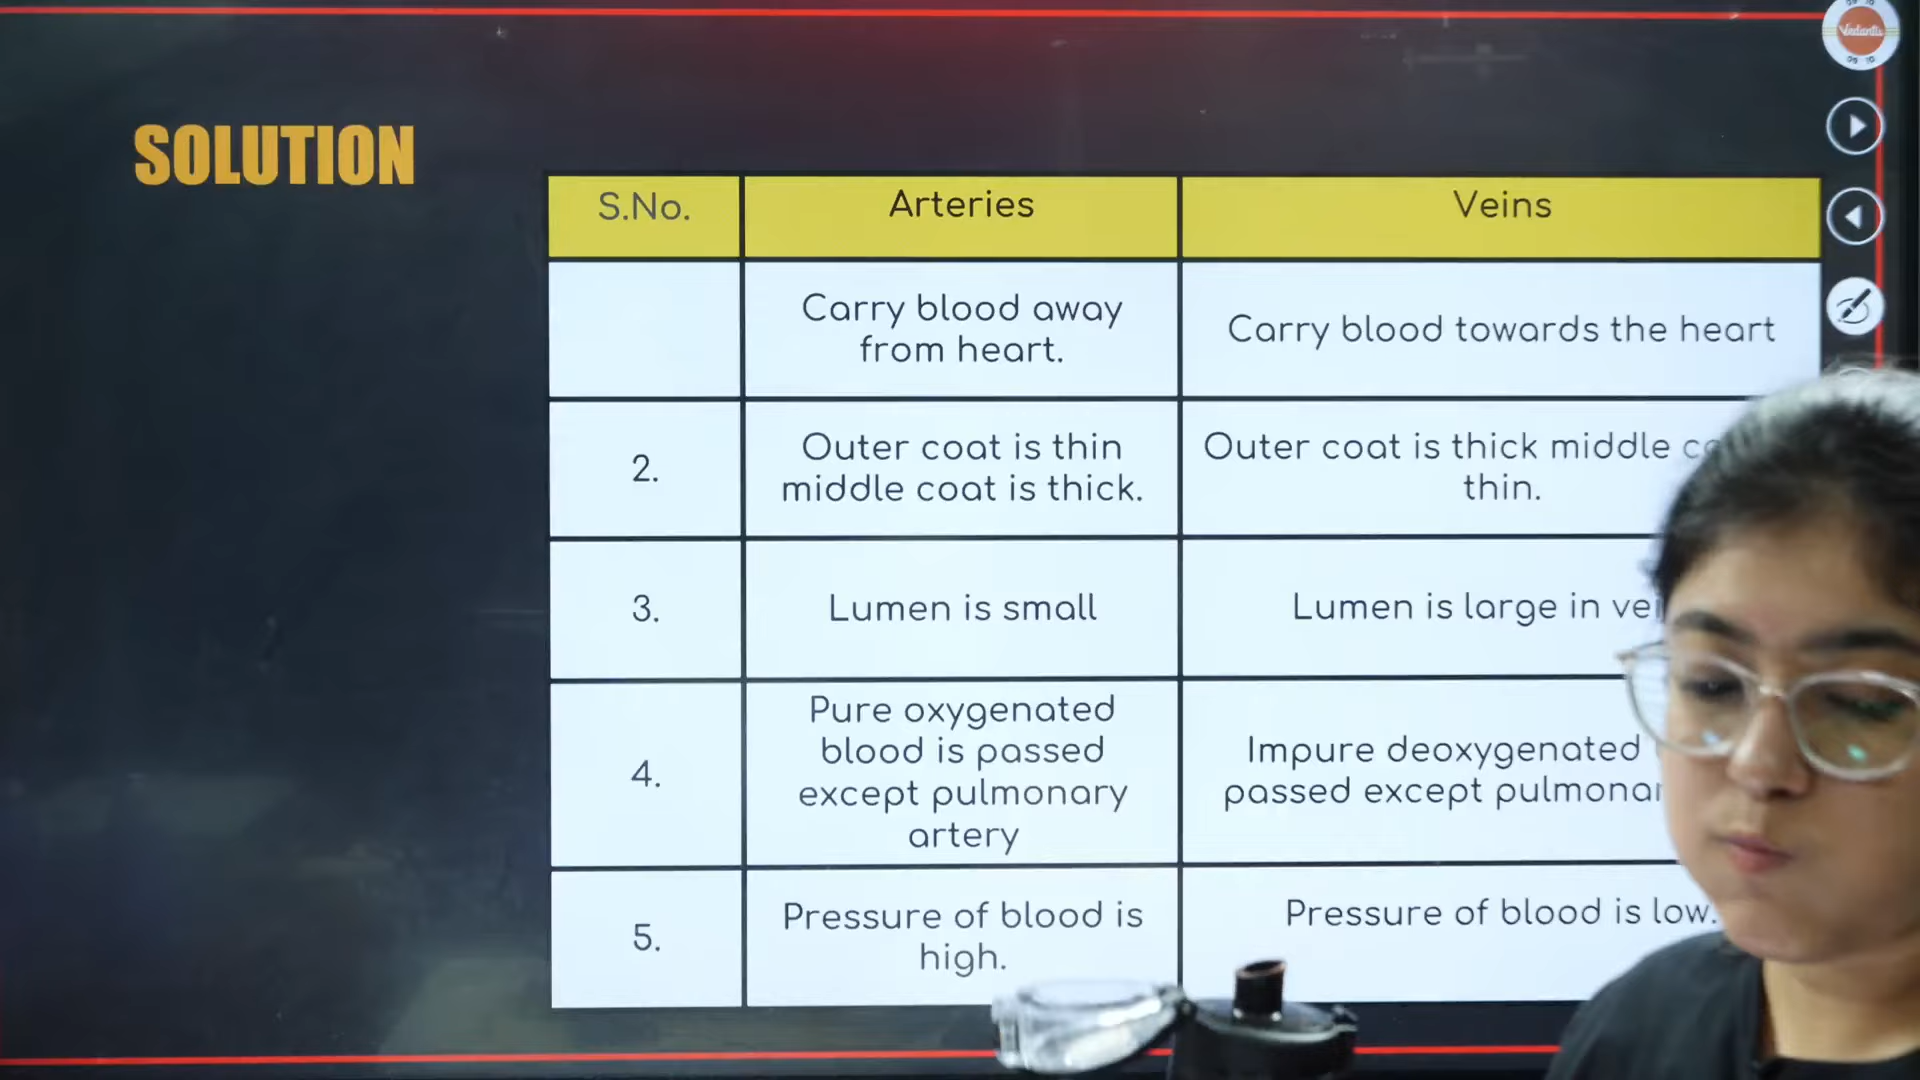 Vedantu
SOLUTION
S.No.
Arteries
Veins
Carry blood away
from heart.
Carry blood towards the heart
2.
Outer coat is thin
middle coat is thick.
Outer coat is thick middle
thin.
3.
Lumen is small
Lumen is large in
4.
Pure oxygenated
blood is passed
except pulmonary
artery
Impure deoxygenated
passed except
5.
Pressure of blood is
high.
Pressure of blood is low.